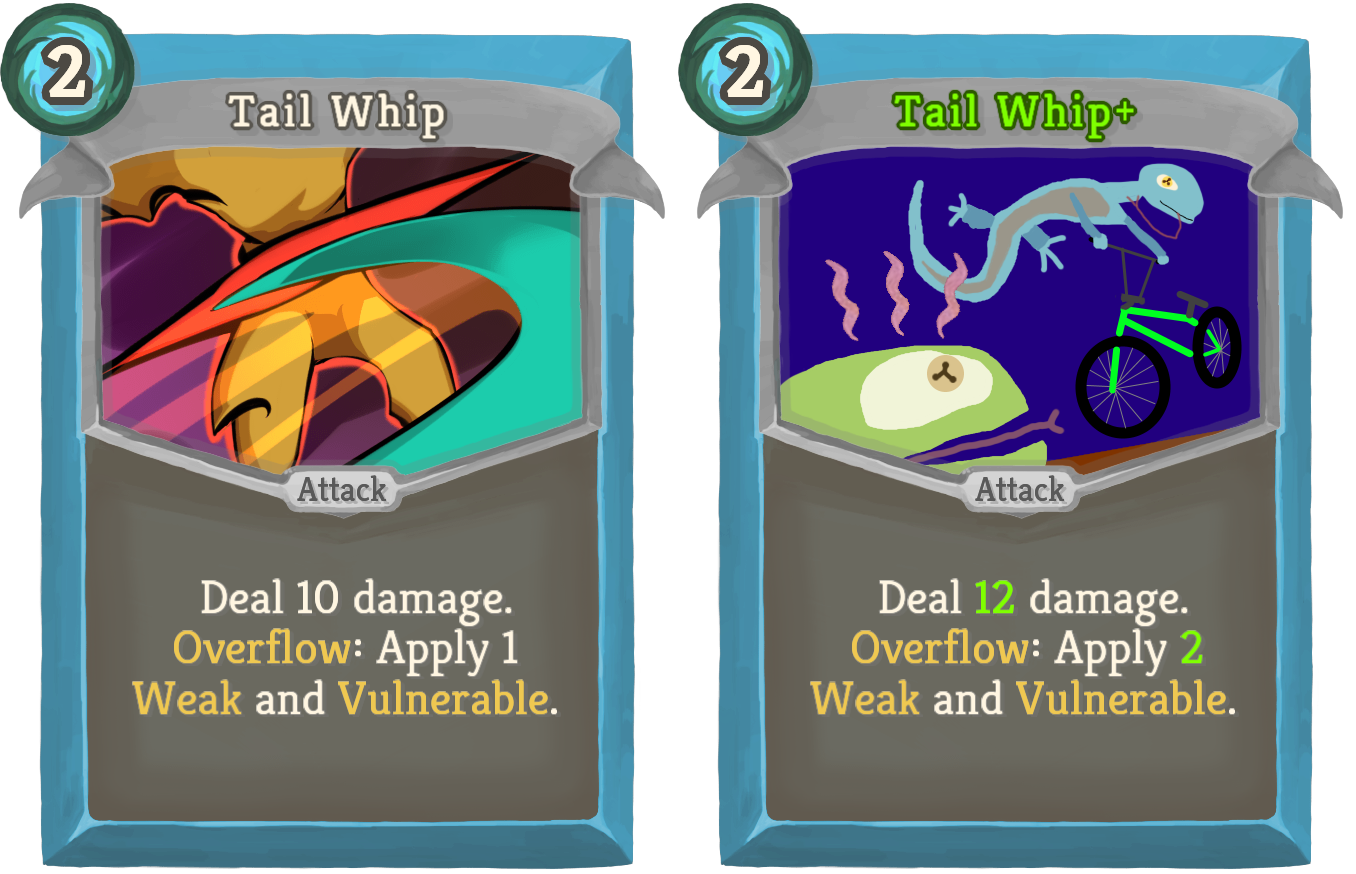 2
Tail Whip
Attack
Deal 10 damage.
Overflow: Apply 1
Weak and Vulnerable.
2
Tail Whip+
Attack
Deal 12 damage.
Overflow: Apply 2
Weak and Vulnerable.